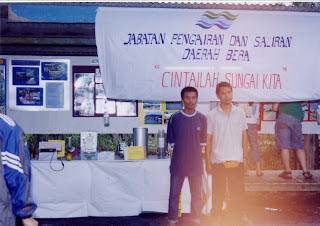 JABATAN PENGAIRAN DAN SALIRAN
DAERAH BERA
"CINTAILAH SUNGAI KITA"